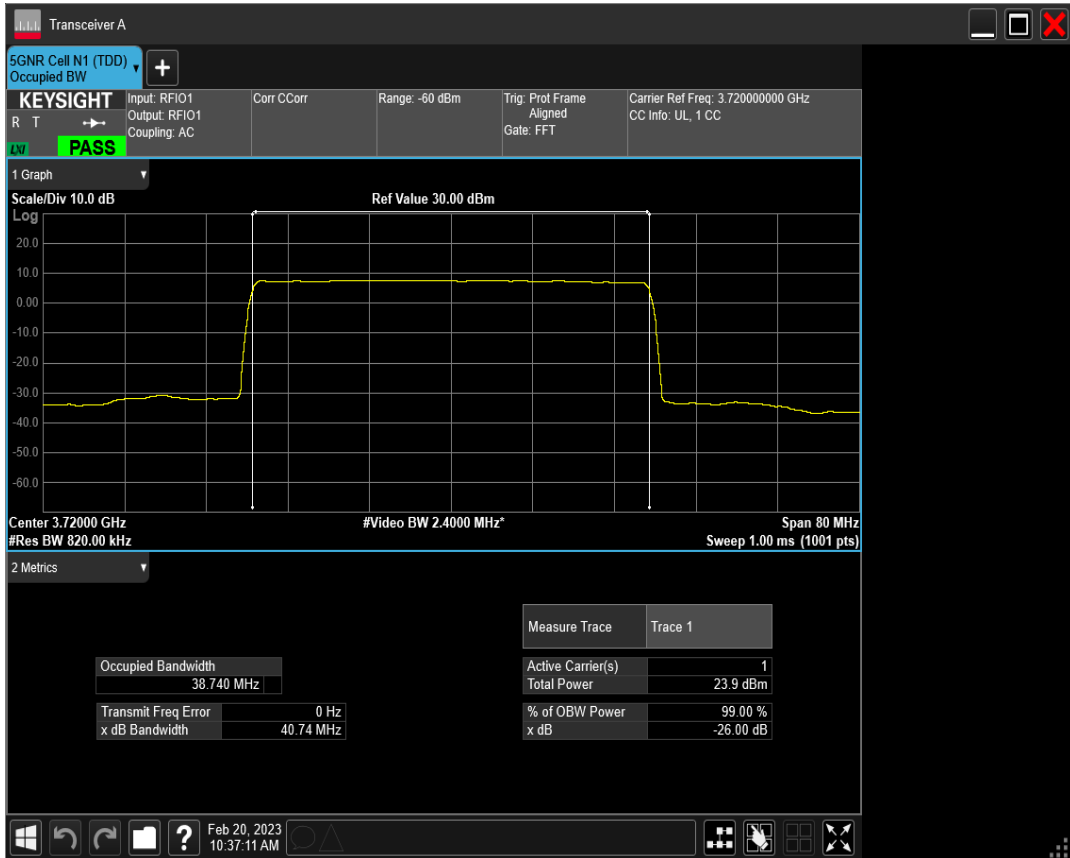 Transceiver A
5GNR Cell N1 (TDD)
Occupied BW
+
KEYSIGHT
R T
LXI
PASS
Input: RFIO1
Output: RFIO1
Coupling: AC
Corr CCorr
Range: -60 dBm
Trig: Prot Frame
Aligned
Gate: FFT
Carrier Ref Freq: 3.720000000 GHz
CC Info: UL, 1 CC
1 Graph
Scale/Div 10.0 dB
Ref Value 30.00 dBm
Log
20.0
10.0
0.00
-10.0
-20.0
-30.0
-40.0
-50.0
-60.0
Center 3.72000 GHz
#Video BW 2.4000 MHz*
Span 80 MHz
#Res BW 820.00 kHz
Sweep 1.00 ms (1001 pts)
2 Metrics
Measure Trace Trace 1
Occupied Bandwidth
38.740 MHz
Transmit Freq Error 0 Hz
x dB Bandwidth 40.74 MHz
Active Carrier(s) 1
Total Power 23.9 dBm
% of OBW Power 99.00 %
x dB -26.00 dB
?
Feb 20, 2023
10:37:11 AM